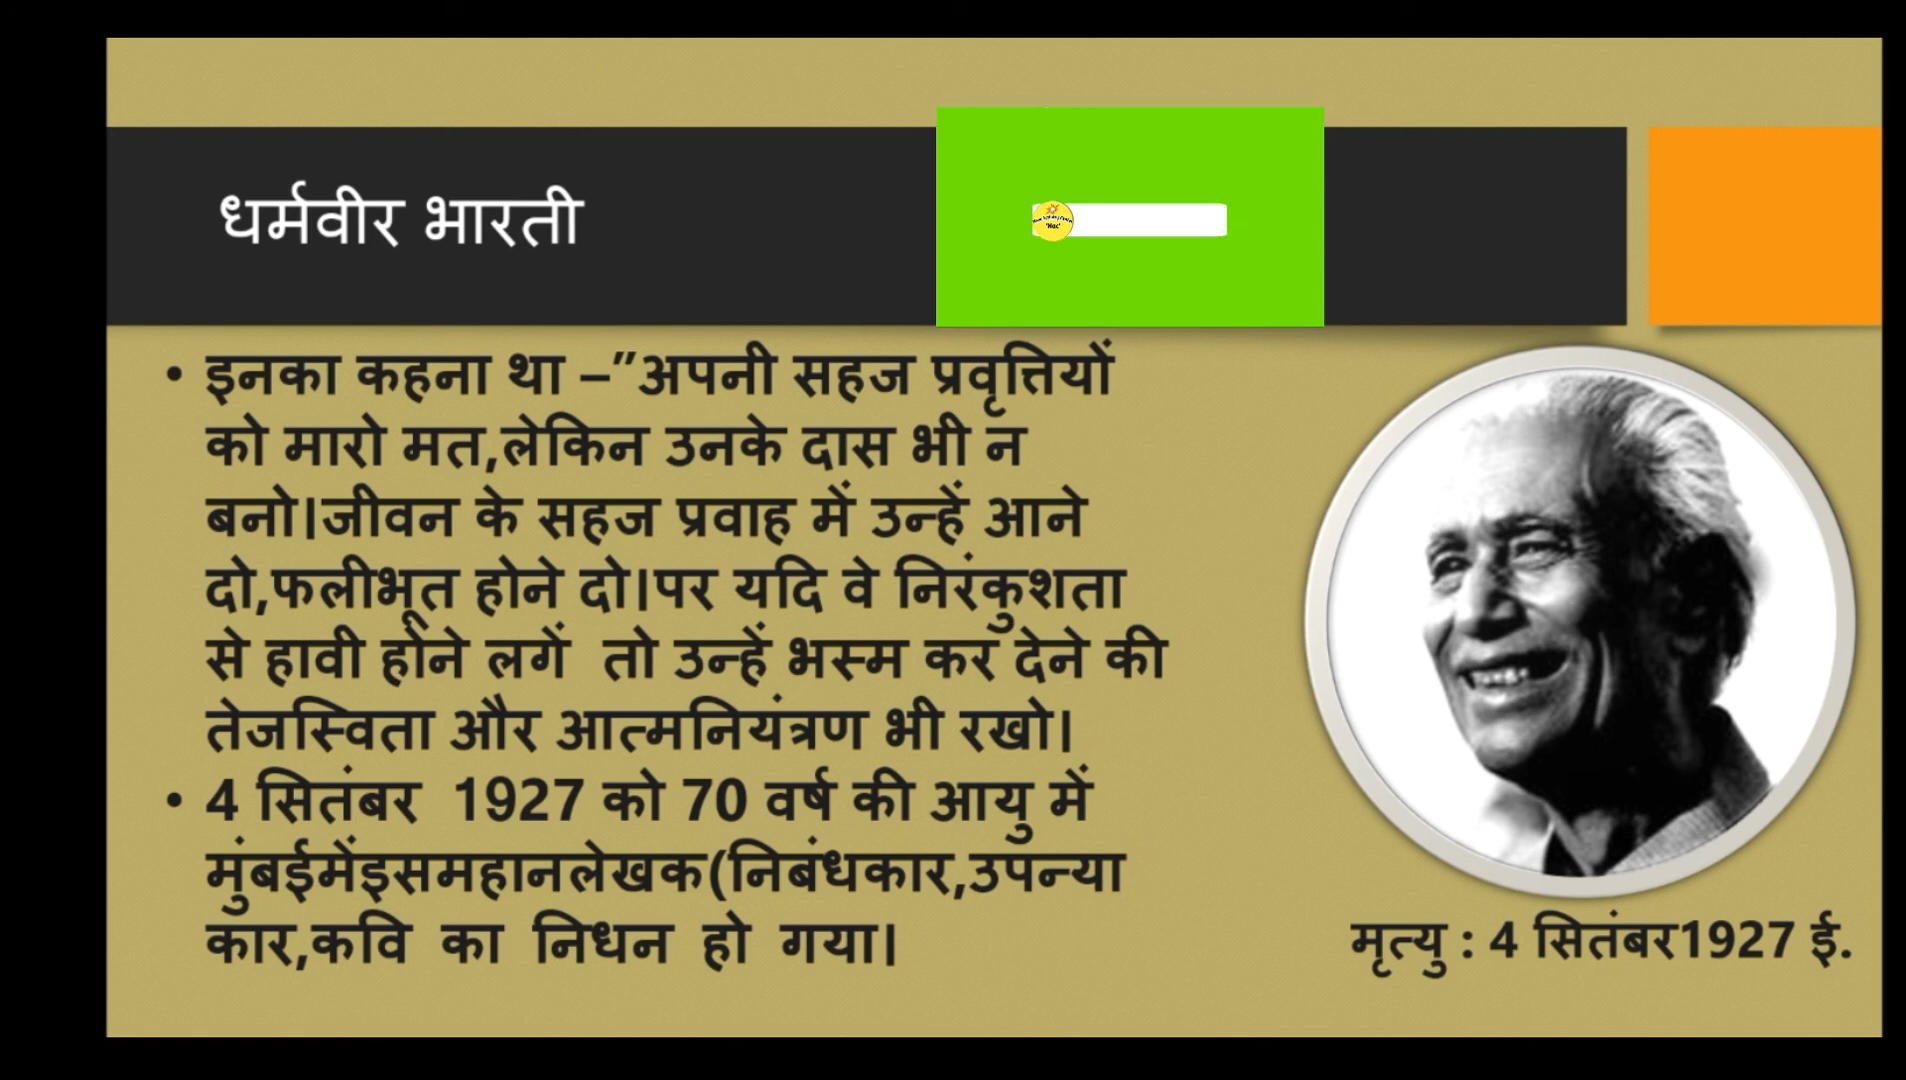 धर्मवीर भारती
• इनका कहना था –”अपनी सहज प्रवृत्तियों
को मारो मत,लेकिन उनके दास भी न
बनो।जीवन के सहज प्रवाह में उन्हें आने
दो,फलीभूत होने दो।पर यदि वे निरंकुशता
से हावी होने लगें तो उन्हें भस्म कर देने की
तेजस्विता और आत्मनियंत्रण भी रखो।
• 4 सितंबर 1927 को 70 वर्ष की आयु में
मुंबईमेंइसमहानलेखक(निबंधकार,उपन्या
कार,कवि का निधन हो गया।
मृत्यु : 4 सितंबर1927 ई.